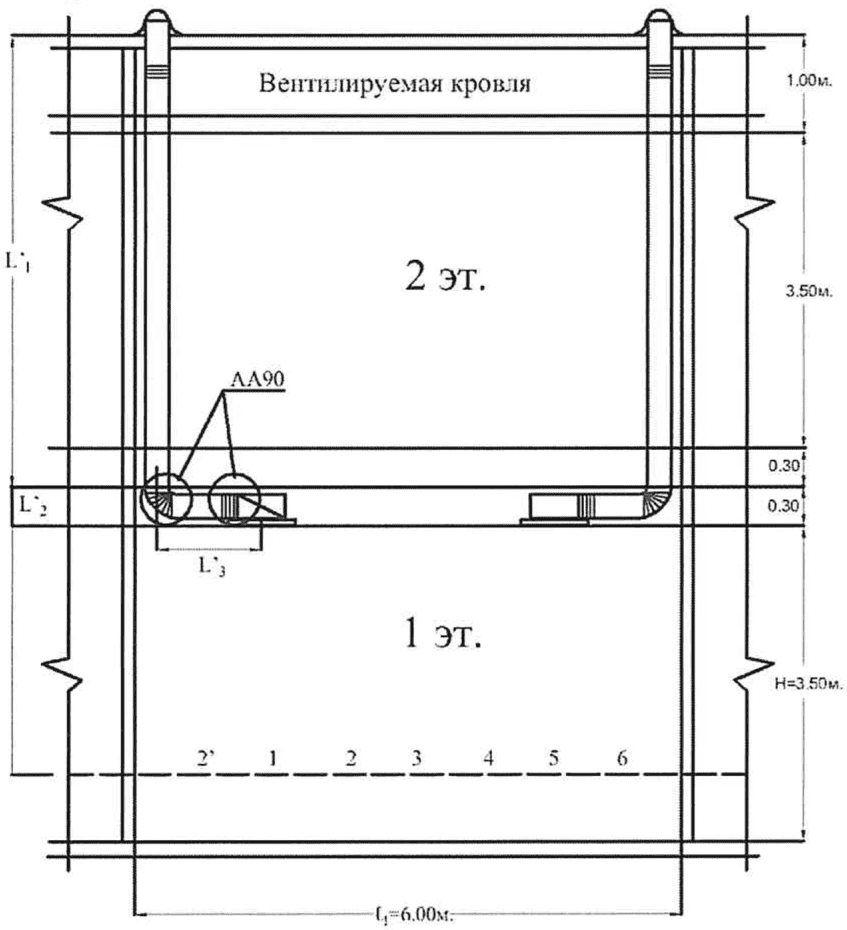 Вентилируемая кровля
1.00м.
2 эт.
L'1
3.50м.
АА90
0.30
L'2
0.30
L'3
1 эт.
H=3.50м.
2' 1 2 3 4 5 6
f1=6.00м.